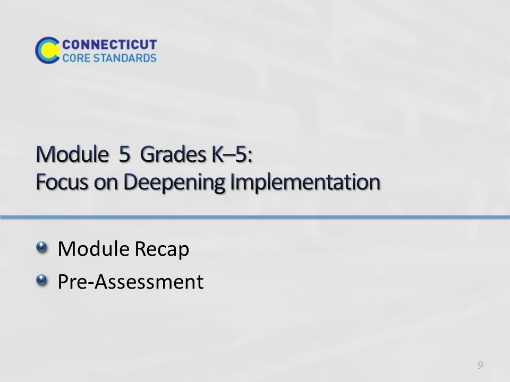 CONNECTICUT
CORE STANDARDS
Module 5 Grades K–5:
Focus on Deepening Implementation
Module Recap
Pre-Assessment
9